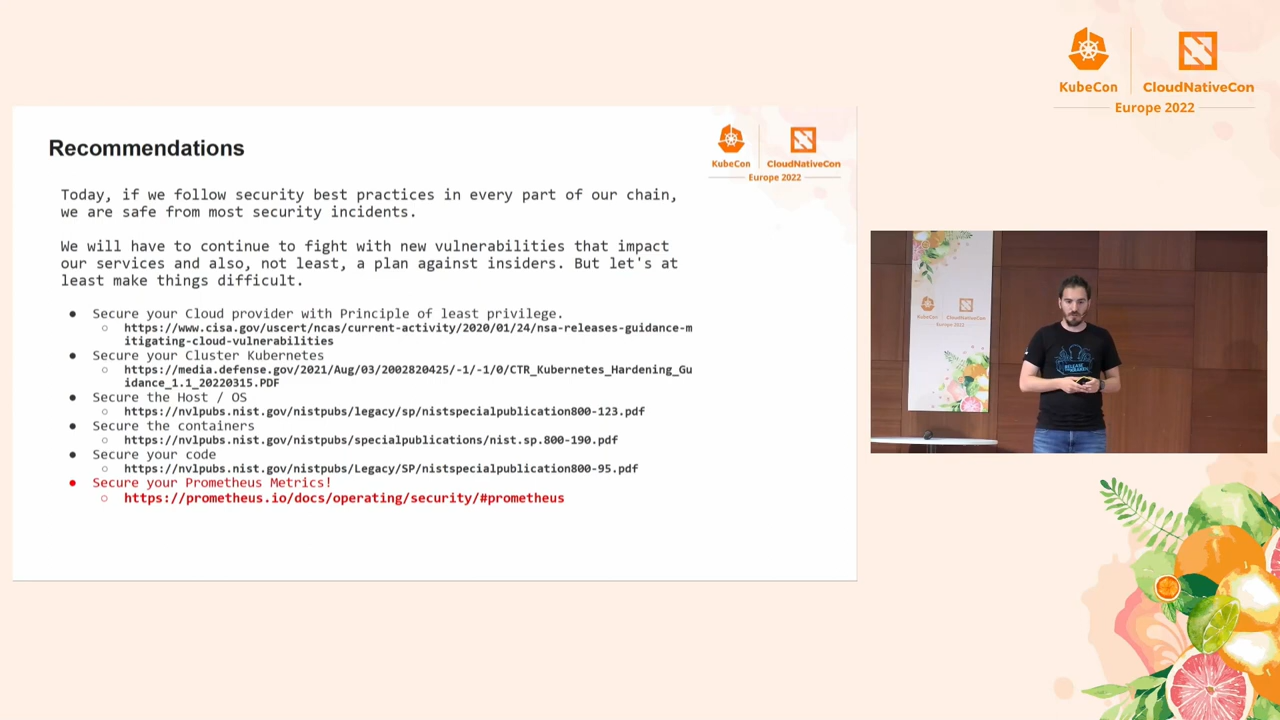 KubeCon
CloudNativeCon
Europe 2022
Recommendations
KubeCon
CloudNativeCon
Europe 2022
Today, if we follow security best practices in every part of our chain,
we are safe from most security incidents.
We will have to continue to fight with new vulnerabilities that impact
our services and also, not least, a plan against insiders. But let's at
least make things difficult.
● Secure your Cloud provider with Principle of least privilege.
○ https://www.cisa.gov/uscert/ncas/current-activity/2020/01/24/nsa-releases-guidance-m
itigating-cloud-vulnerabilities
● Secure your Cluster Kubernetes
○ https://media.defense.gov/2021/Aug/03/2002820425/-1/-1/0/CTR_Kubernetes_Hardening_Gu
idance_1.1_20220315.PDF
● Secure the Host / OS
○ https://nvlpubs.nist.gov/nistpubs/legacy/sp/nistspecialpublication800-123.pdf
● Secure the containers
○ https://nvlpubs.nist.gov/nistpubs/specialpublications/nist.sp.800-190.pdf
● Secure your code
○ https://nvlpubs.nist.gov/nistpubs/Legacy/SP/nistspecialpublication800-95.pdf
● Secure your Prometheus Metrics!
○ https://prometheus.io/docs/operating/security/#prometheus
KubeCon
CloudNativeCon
Europe 2022